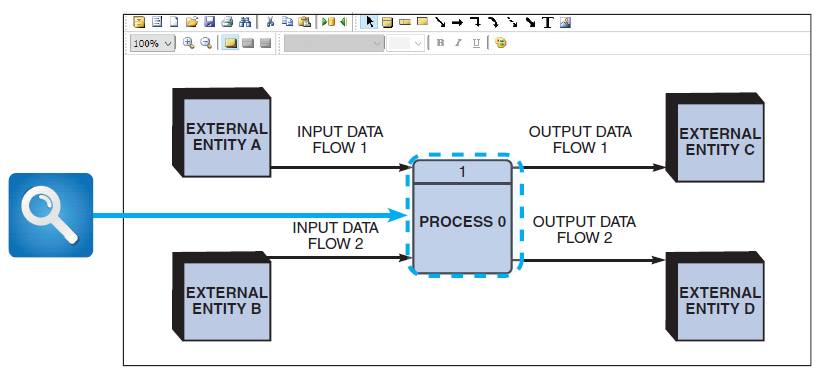 100%
B I U
EXTERNAL
ENTITY A
INPUT DATA
FLOW 1
OUTPUT DATA
FLOW 1
EXTERNAL
ENTITY C
1
PROCESS 0
INPUT DATA
FLOW 2
OUTPUT DATA
FLOW 2
EXTERNAL
ENTITY B
EXTERNAL
ENTITY D